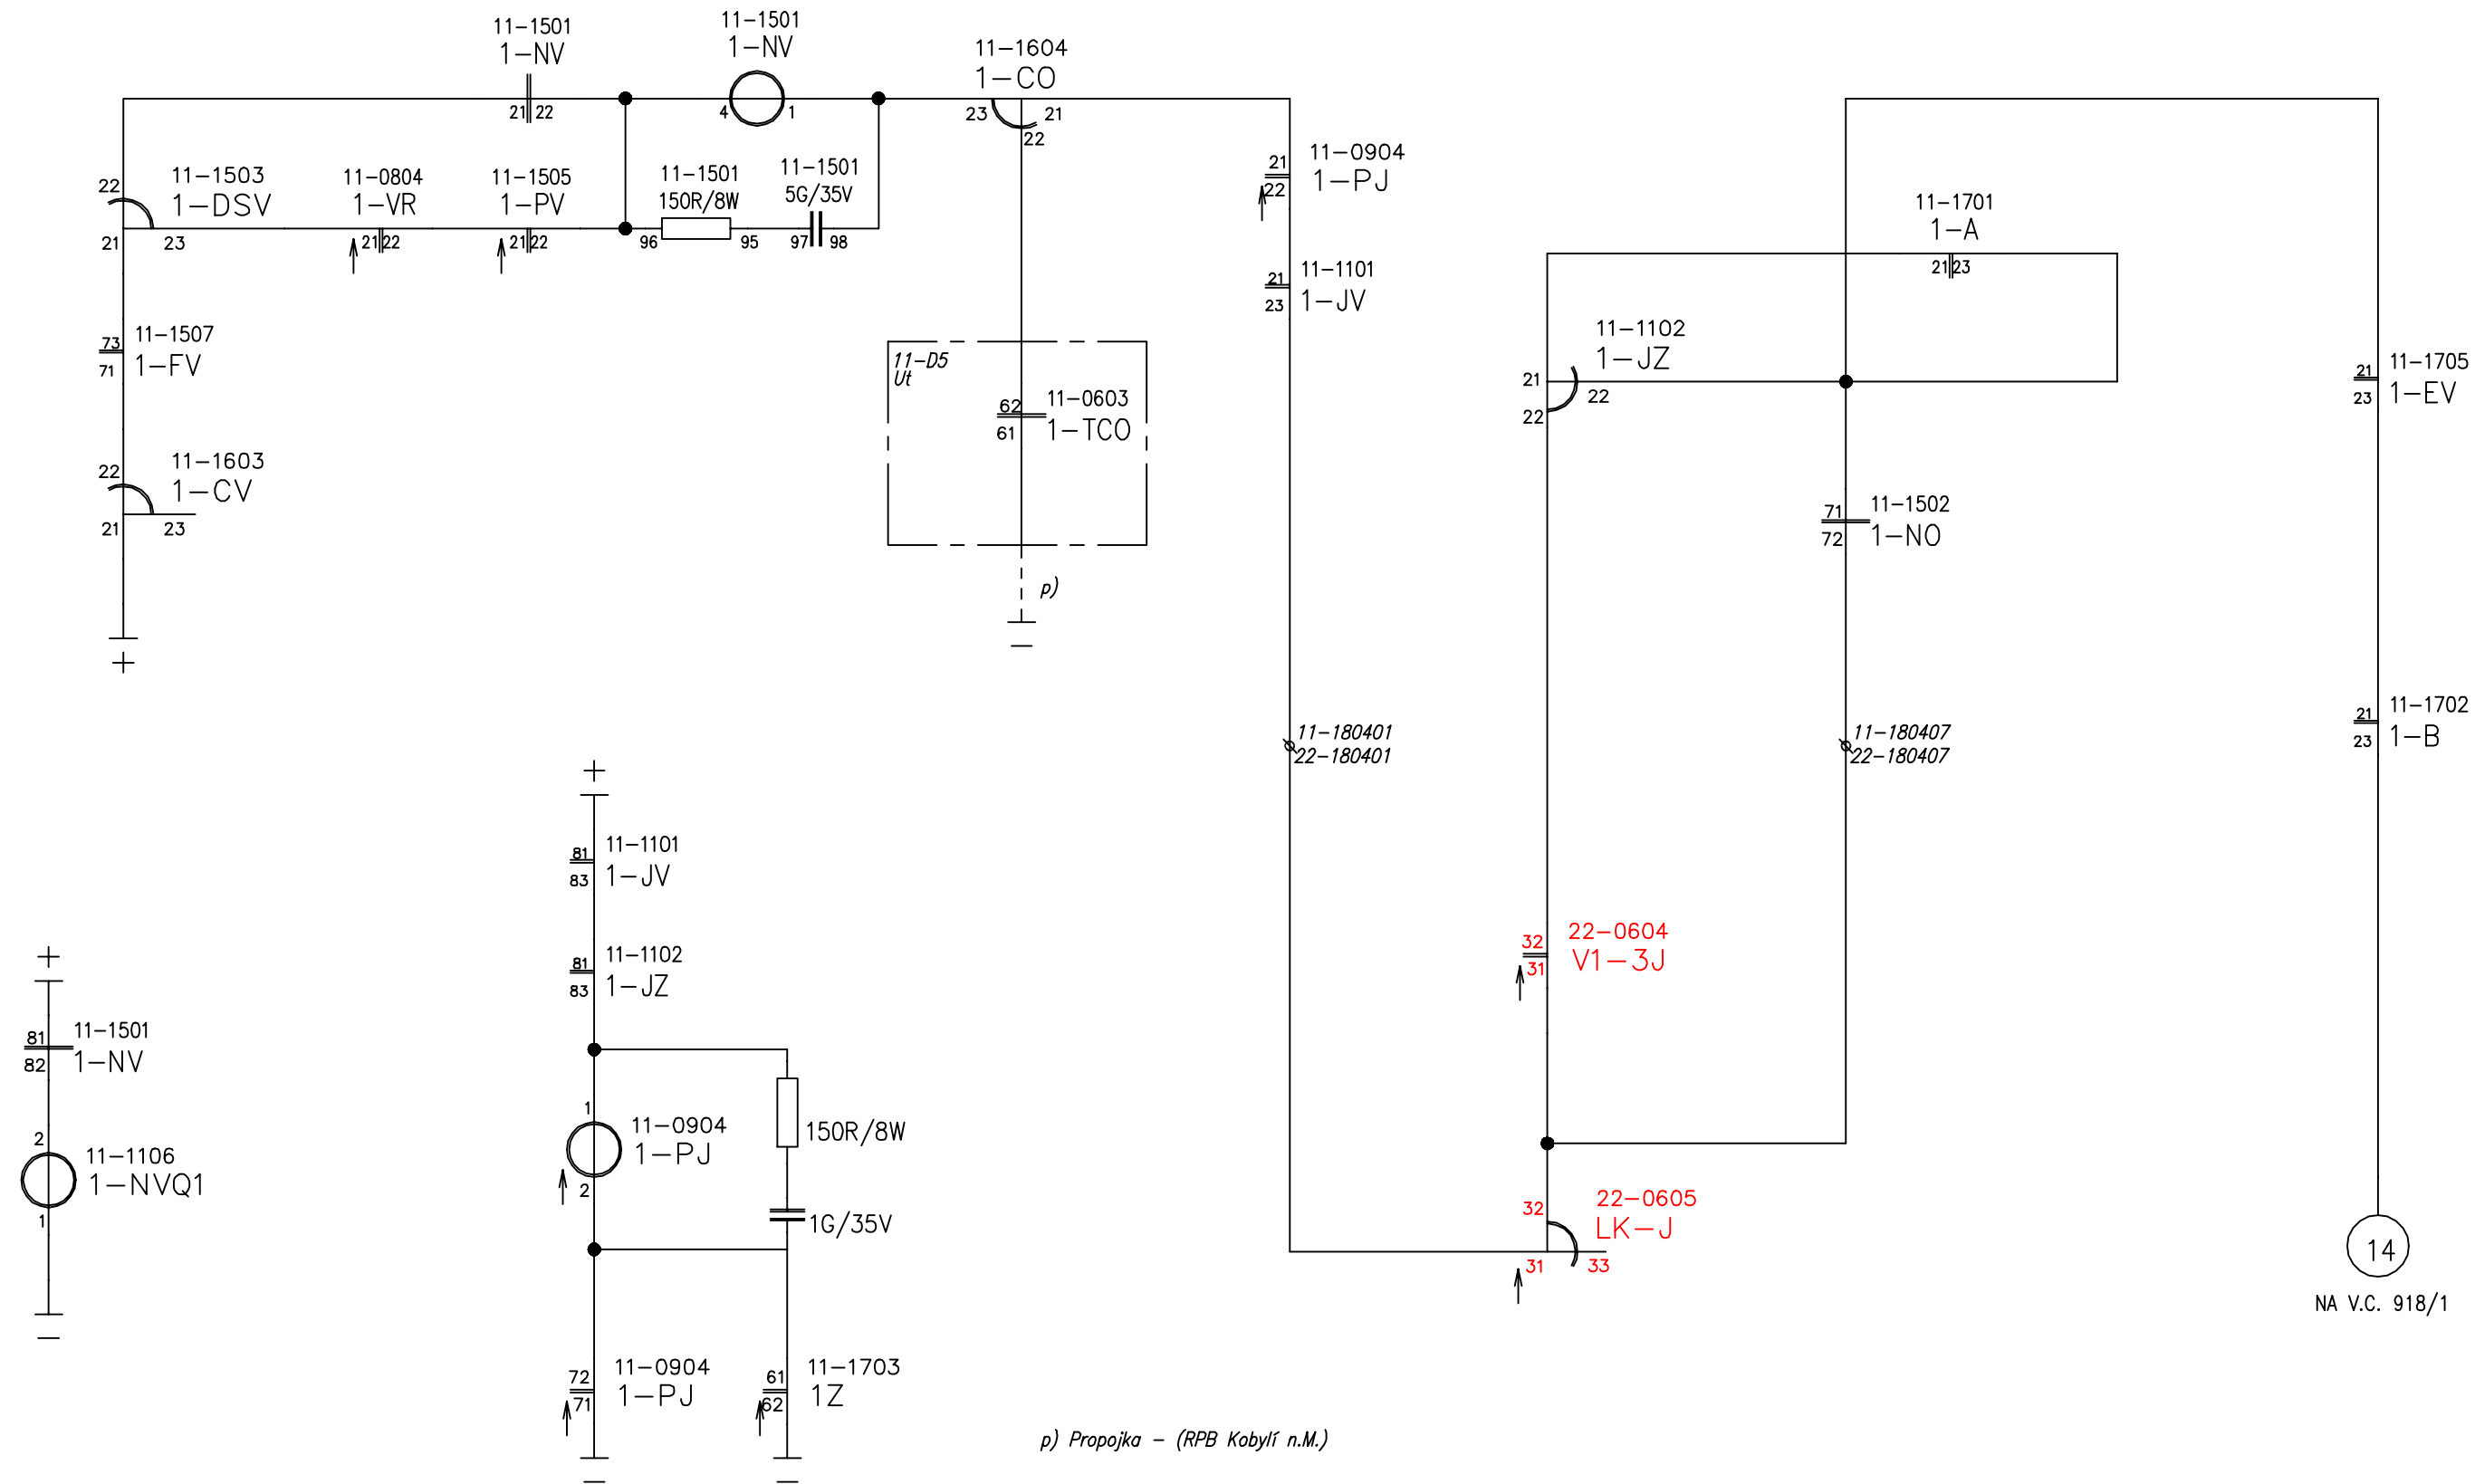 11-1501
1-NV
21 22
11-1501
1-NV
4 1
11-1604
1-CO
23 21
22
22
11-1503
1-DSV
21 23
11-0804
1-VR
21 22
11-1505
1-PV
21 22
11-1501
150R/8W
96 95
11-1501
5G/35V
97 98
21
11-0904
1-PJ
22
21
11-1101
1-JV
23
73
11-1507
1-FV
71
22
11-1603
1-CV
21 23
+
11-D5
Ut
62
11-0603
1-TCO
61
p)
−
11-1701
1-A
21 23
11-1102
1-JZ
21
22
22
71
11-1502
1-NO
72
21
11-1705
1-EV
23
21
11-1702
1-B
23
11-180401
22-180401
11-180407
22-180407
+
81
11-1501
1-NV
82
2
11-1106
1-NVQ1
1
−
+
81
11-1101
1-JV
83
81
11-1102
1-JZ
83
1
11-0904
1-PJ
2
150R/8W
1G/35V
72
11-0904
1-PJ
71
−
61
11-1703
1Z
62
−
32
22-0604
V1-3J
31
32
22-0605
LK-J
31 33
14
NA V.C. 918/1
p) Propojka - (RPB Kobylí n.M.)